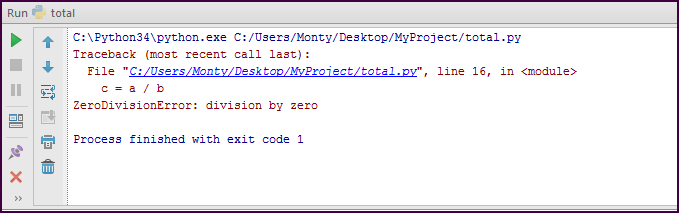 Run total
C:\Python34\python.exe C:/Users/Monty/Desktop/MyProject/total.py
Traceback (most recent call last):
  File "C:/Users/Monty/Desktop/MyProject/total.py", line 16, in <module>
    c = a / b
ZeroDivisionError: division by zero

Process finished with exit code 1